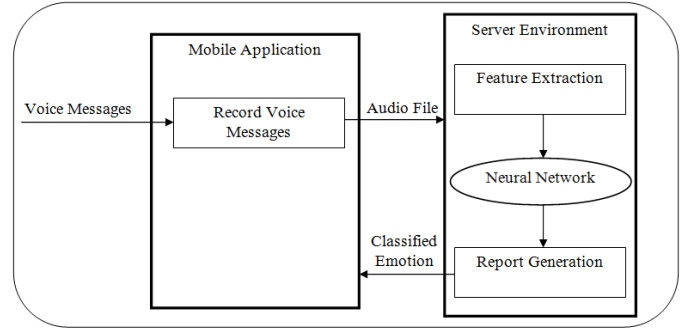 Server Environment
Mobile Application
Feature Extraction
Voice Messages
Record Voice
Messages
Audio File
Neural Network
Classified
Emotion
Report Generation